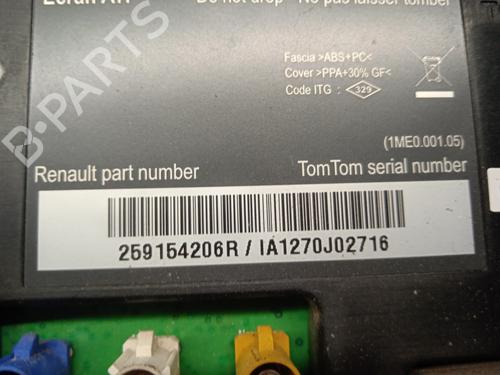 Do not drop - Ne pas laisser tomber
Fascia >ABS+PC<
Cover >PPA+30% GF<
Code ITG : 329
(1ME0.001.05)
Renault part number TomTom serial number
259154206R / IA1270J02716
B-PARTS